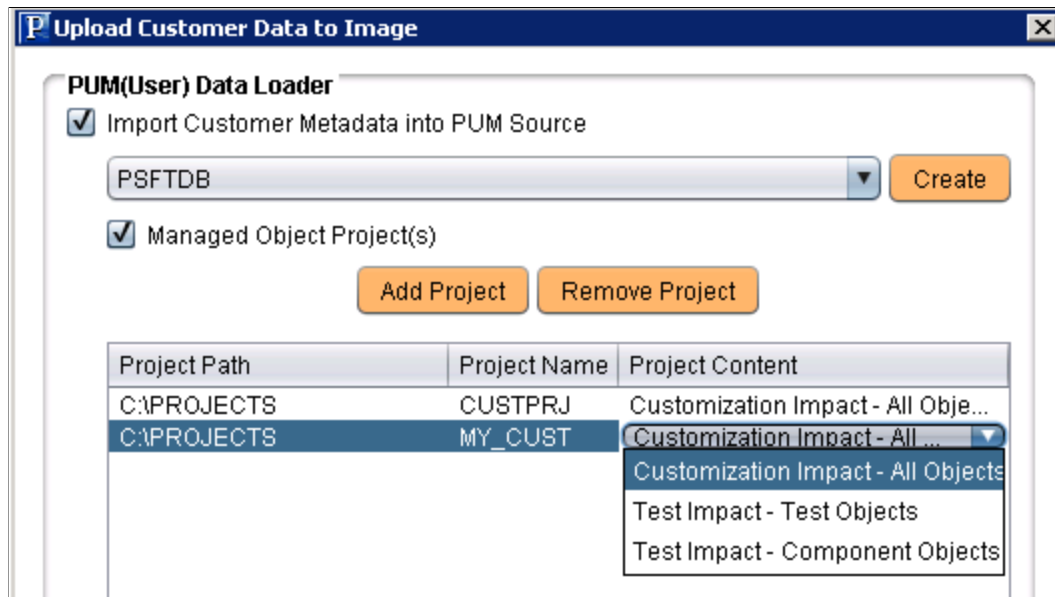 P Upload Customer Data to Image
PUM(User) Data Loader
Import Customer Metadata into PUM Source
PSFTDB Create
Managed Object Project(s)
Add Project Remove Project
Project Path Project Name Project Content
C:\PROJECTS CUSTPRJ Customization Impact - All Obje...
C:\PROJECTS MY_CUST Customization Impact - All ...
Customization Impact - All Objects
Test Impact - Test Objects
Test Impact - Component Objects